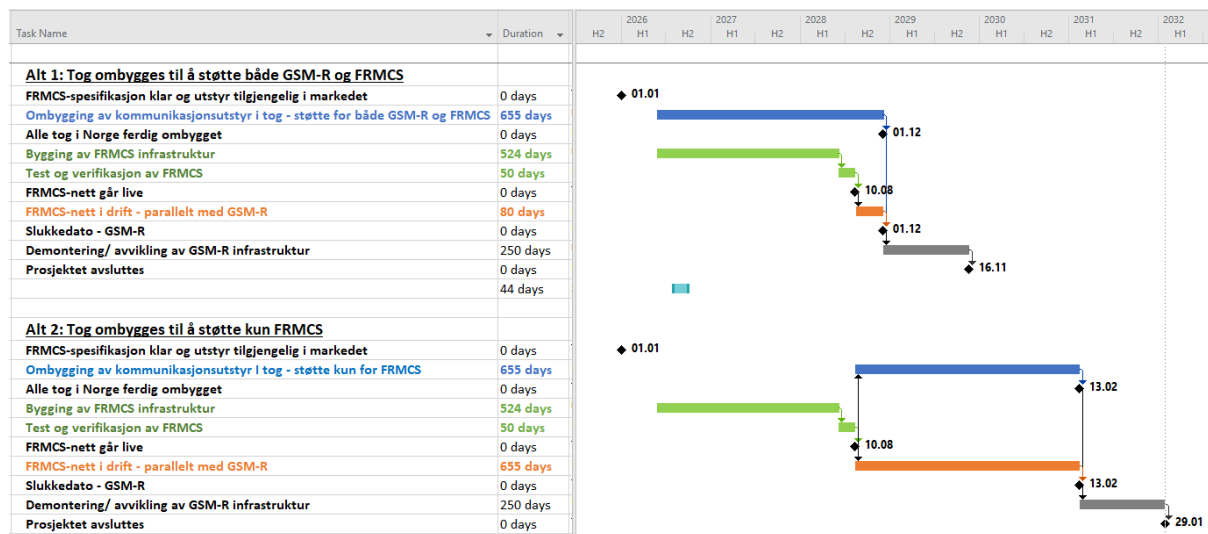 2026 2027 2028 2029 2030 2031 2032
Task Name Duration H2 H1 H2 H1 H2 H1 H2 H1 H2 H1 H2 H1 H2 H1
Alt 1: Tog ombygges til å støtte både GSM-R og FRMCS
FRMCS-spesifikasjon klar og utstyr tilgjengelig i markedet 0 days 01.01
Ombygging av kommunikasjonsutstyr i tog - støtte for både GSM-R og FRMCS 655 days
Alle tog i Norge ferdig ombygget 0 days 01.12
Bygging av FRMCS infrastruktur 524 days
Test og verifikasjon av FRMCS 50 days
FRMCS-nett går live 0 days 10.08
FRMCS-nett i drift - parallelt med GSM-R 80 days
Slukkedato - GSM-R 0 days 01.12
Demontering/ avvikling av GSM-R infrastruktur 250 days
Prosjektet avsluttes 0 days 16.11
44 days
Alt 2: Tog ombygges til å støtte kun FRMCS
FRMCS-spesifikasjon klar og utstyr tilgjengelig i markedet 0 days 01.01
Ombygging av kommunikasjonsutstyr I tog - støtte kun for FRMCS 655 days
Alle tog i Norge ferdig ombygget 0 days 13.02
Bygging av FRMCS infrastruktur 524 days
Test og verifikasjon av FRMCS 50 days
FRMCS-nett går live 0 days 10.08
FRMCS-nett i drift - parallelt med GSM-R 655 days
Slukkedato - GSM-R 0 days 13.02
Demontering/ avvikling av GSM-R infrastruktur 250 days
Prosjektet avsluttes 0 days 29.01